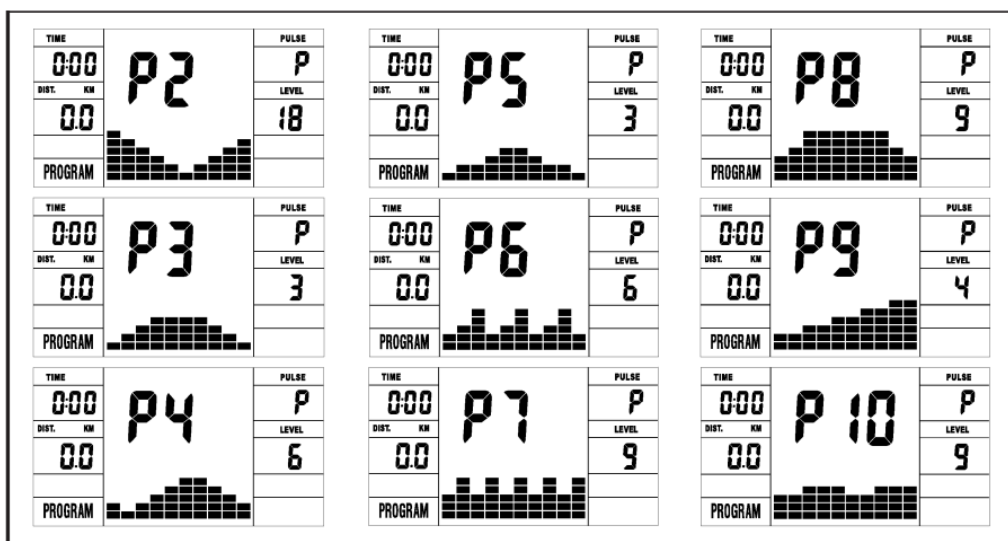 TIME PULSE
0:00 P2 P
DIST. KM LEVEL
0.0 18
PROGRAM
TIME PULSE
0:00 P5 P
DIST. KM LEVEL
0.0 3
PROGRAM
TIME PULSE
0:00 P8 P
DIST. KM LEVEL
0.0 9
PROGRAM
TIME PULSE
0:00 P3 P
DIST. KM LEVEL
0.0 3
PROGRAM
TIME PULSE
0:00 P6 P
DIST. KM LEVEL
0.0 6
PROGRAM
TIME PULSE
0:00 P9 P
DIST. KM LEVEL
0.0 4
PROGRAM
TIME PULSE
0:00 P4 P
DIST. KM LEVEL
0.0 6
PROGRAM
TIME PULSE
0:00 P7 P
DIST. KM LEVEL
0.0 9
PROGRAM
TIME PULSE
0:00 P10 P
DIST. KM LEVEL
0.0 9
PROGRAM